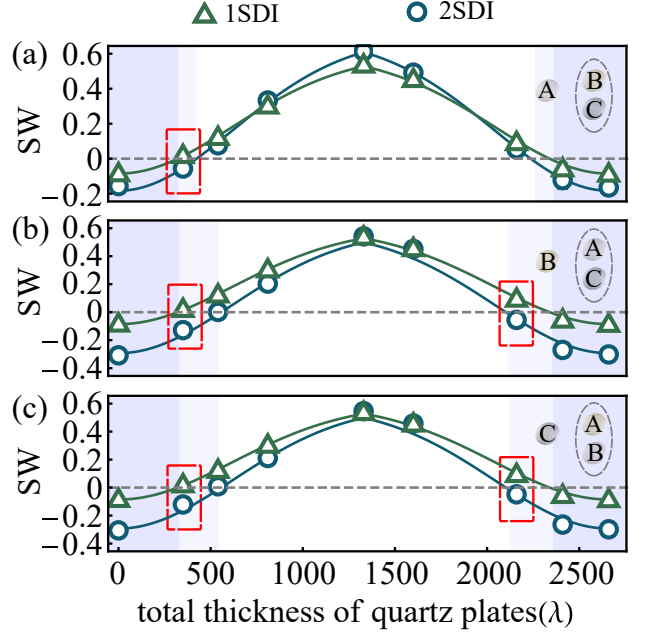 1SDI 2SDI
(a)
SW
0.6
0.4
0.2
0
−0.2
A B C
(b)
SW
0.6
0.4
0.2
0
−0.2
−0.4
B A C
(c)
SW
0.6
0.4
0.2
0
−0.2
−0.4
C A B
0 500 1000 1500 2000 2500
total thickness of quartz plates(λ)